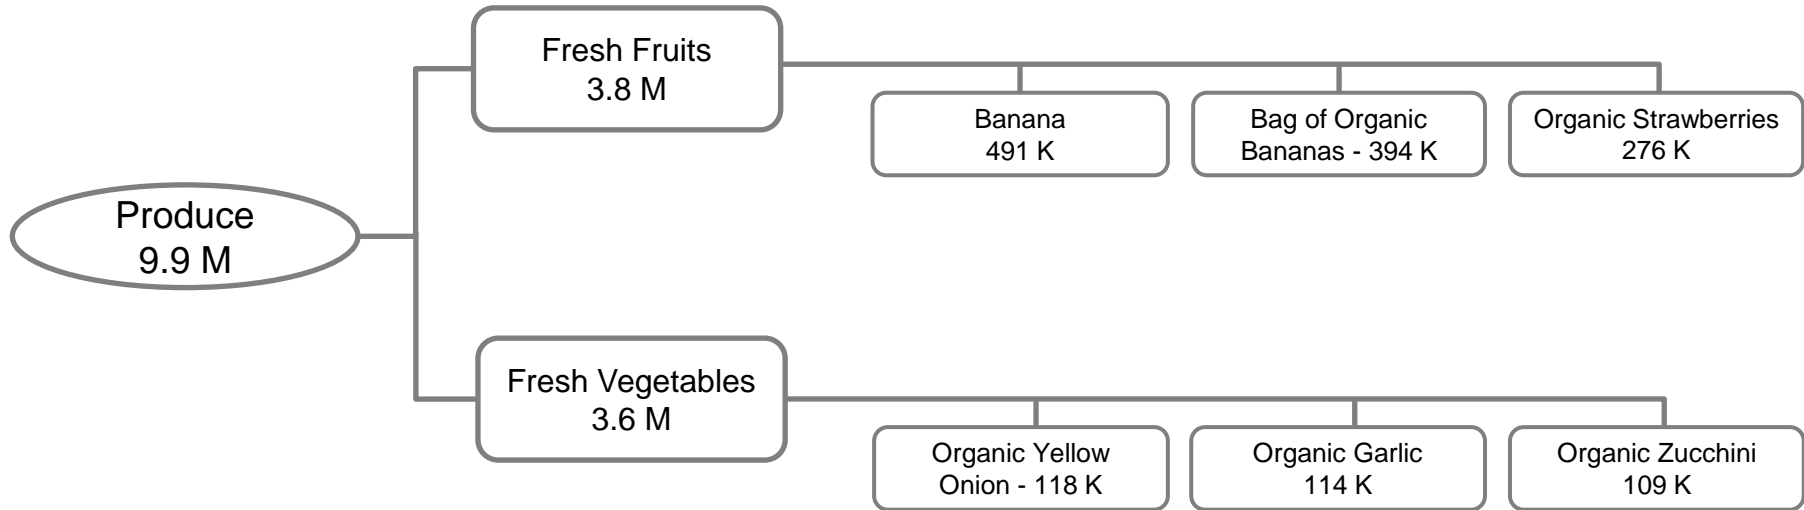 Fresh Fruits
3.8 M
Banana
491 K
Bag of Organic
Bananas - 394 K
Organic Strawberries
276 K
Produce
9.9 M
Fresh Vegetables
3.6 M
Organic Yellow
Onion - 118 K
Organic Garlic
114 K
Organic Zucchini
109 K